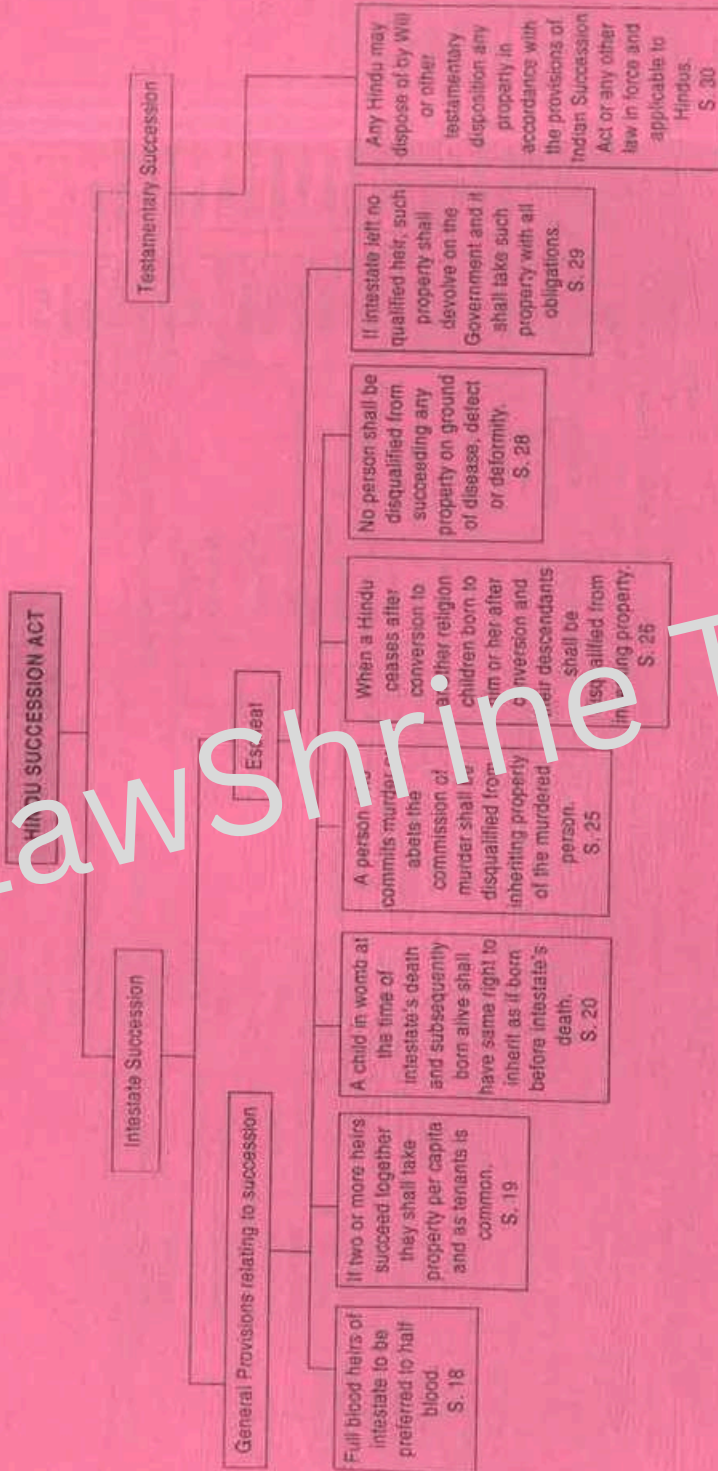 HINDU SUCCESSION ACT
Intestate Succession
Testamentary Succession
General Provisions relating to succession
Escheat
Full blood heirs of
intestate to be
preferred to half
blood.
S. 18
If two or more heirs
succeed together
they shall take
property per capita
and as tenants is
common.
S. 19
A child in womb at
the time of
intestate's death
and subsequently
born alive shall
have same right to
inherit as if born
before intestate's
death.
S. 20
A person
commits murder
abets the
commission of
murder shall be
disqualified from
inheriting property
of the murdered
person.
S. 25
When a Hindu
ceases after
conversion to
another religion
children born to
him or her after
conversion and
their descendants
shall be
disqualified from
inheriting property.
S. 26
No person shall be
disqualified from
succeeding any
property on ground
of disease, defect
or deformity.
S. 28
If intestate left no
qualified heir, such
property shall
devolve on the
Government and it
shall take such
property with all
obligations.
S. 29
Any Hindu may
dispose of by Will
or other
testamentary
disposition any
property in
accordance with
the provisions of
Indian Succession
Act or any other
law in force and
applicable to
Hindus.
S. 30
LawShrine